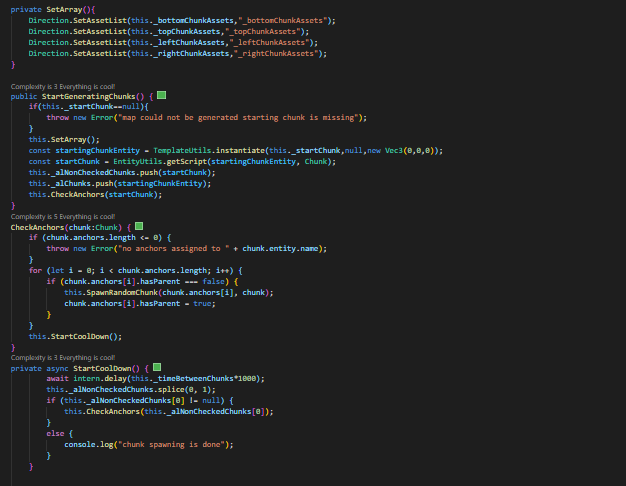 private SetArray(){
Direction.SetAssetList(this._bottomChunkAssets,"_bottomChunkAssets");
Direction.SetAssetList(this._topChunkAssets,"_topChunkAssets");
Direction.SetAssetList(this._leftChunkAssets,"_leftChunkAssets");
Direction.SetAssetList(this._rightChunkAssets,"_rightChunkAssets");
}
Complexity is 3 Everything is cool!
public StartGeneratingChunks() {
if(this._startChunk==null){
throw new Error("map could not be generated starting chunk is missing");
}
this.SetArray();
const startingChunkEntity = TemplateUtils.instantiate(this._startChunk,null,new Vec3(0,0,0));
const startChunk = EntityUtils.getScript(startingChunkEntity, Chunk);
this._alNonCheckedChunks.push(startChunk);
this._alChunks.push(startingChunkEntity);
this.CheckAnchors(startChunk);
}
Complexity is 5 Everything is cool!
CheckAnchors(chunk:Chunk) {
if (chunk.anchors.length <= 0) {
throw new Error("no anchors assigned to " + chunk.entity.name);
}
for (let i = 0; i < chunk.anchors.length; i++) {
if (chunk.anchors[i].hasParent === false) {
this.SpawnRandomChunk(chunk.anchors[i], chunk);
chunk.anchors[i].hasParent = true;
}
}
this.StartCoolDown();
}
Complexity is 3 Everything is cool!
private async StartCoolDown() {
await intern.delay(this._timeBetweenChunks*1000);
this._alNonCheckedChunks.splice(0, 1);
if (this._alNonCheckedChunks[0] != null) {
this.CheckAnchors(this._alNonCheckedChunks[0]);
}
else {
console.log("chunk spawning is done");
}
}